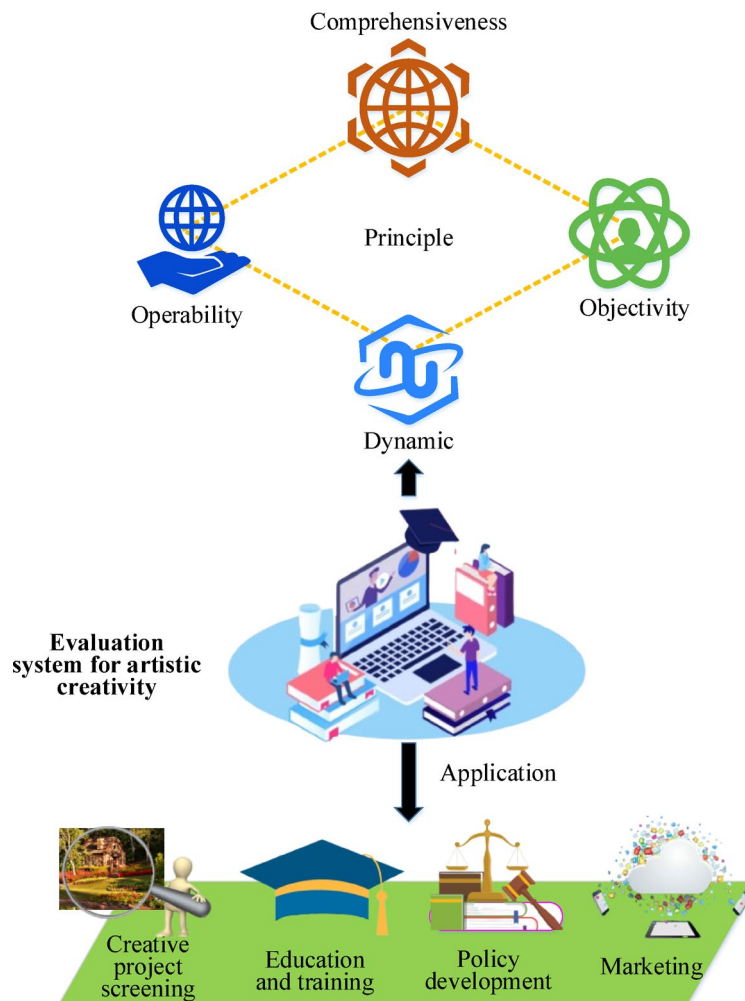 Comprehensiveness
Principle
Operability
Objectivity
Dynamic
Evaluation
system for artistic
creativity
Application
Creative
project
screening
Education
and training
Policy
development
Marketing